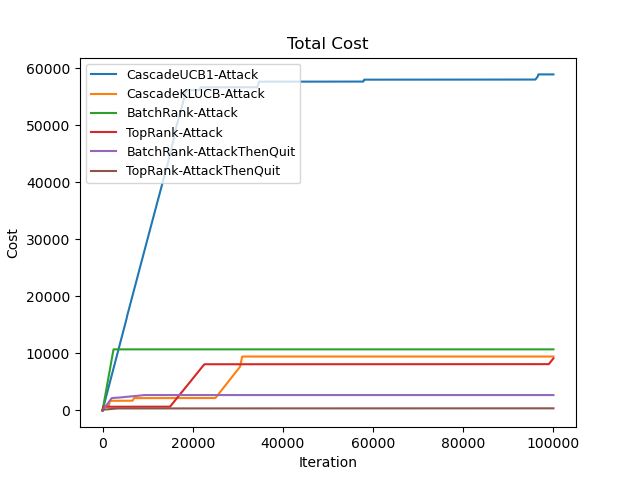 Total Cost
60000
50000
40000
30000
20000
10000
0
Cost
CascadeUCB1-Attack
CascadeKLUCB-Attack
BatchRank-Attack
TopRank-Attack
BatchRank-AttackThenQuit
TopRank-AttackThenQuit
0 20000 40000 60000 80000 100000
Iteration